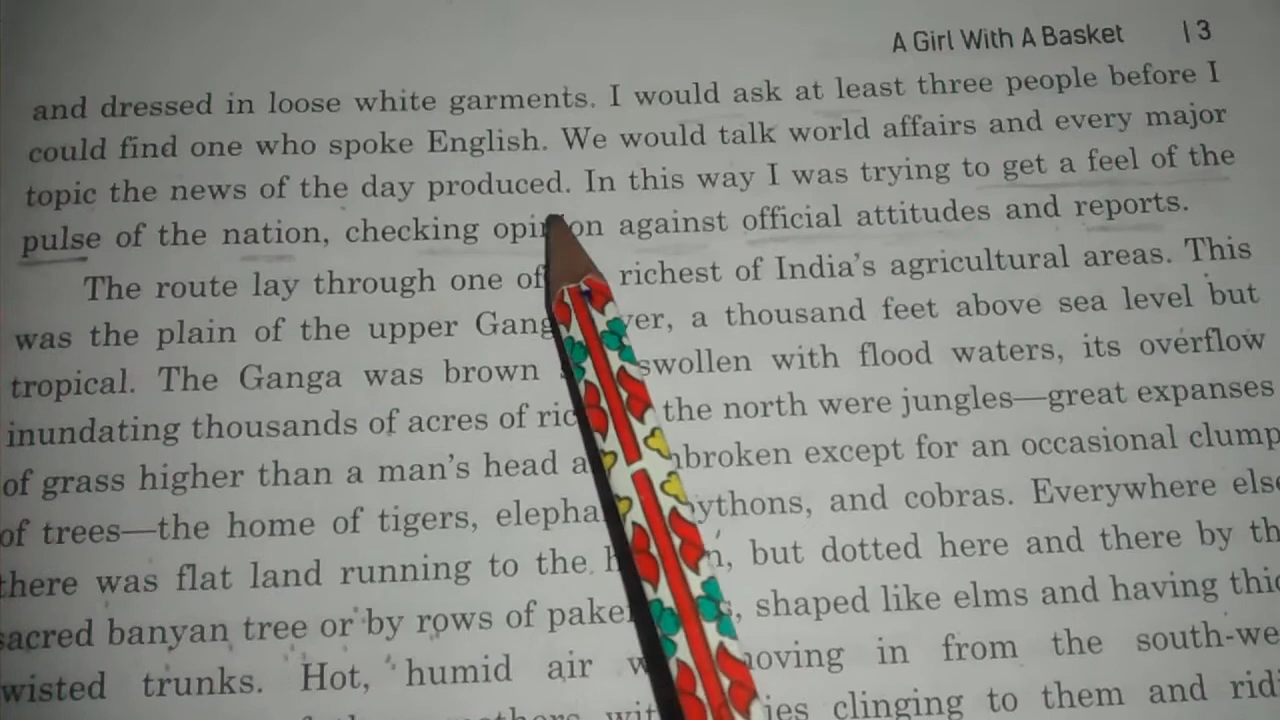 A Girl With A Basket | 3
and dressed in loose white garments. I would ask at least three people before I
could find one who spoke English. We would talk world affairs and every major
topic the news of the day produced. In this way I was trying to get a feel of the
pulse of the nation, checking opinion against official attitudes and reports.
The route lay through one of richest of India's agricultural areas. This
was the plain of the upper Gang ver, a thousand feet above sea level but
tropical. The Ganga was brown swollen with flood waters, its overflow
inundating thousands of acres of ric the north were jungles—great expanses
of grass higher than a man's head a nbroken except for an occasional clump
of trees—the home of tigers, elepha ythons, and cobras. Everywhere else
there was flat land running to the h n, but dotted here and there by th
sacred banyan tree or by rows of paker , shaped like elms and having thic
wisted trunks. Hot, humid air w moving in from the south-we
wit ies clinging to them and rid